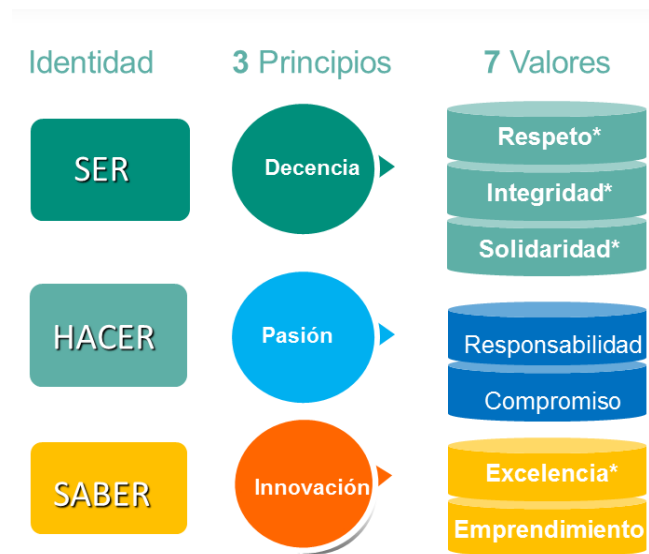 Identidad
3 Principios
7 Valores
SER
Decencia
Respeto*
Integridad*
Solidaridad*
HACER
Pasión
Responsabilidad
Compromiso
SABER
Innovación
Excelencia*
Emprendimiento